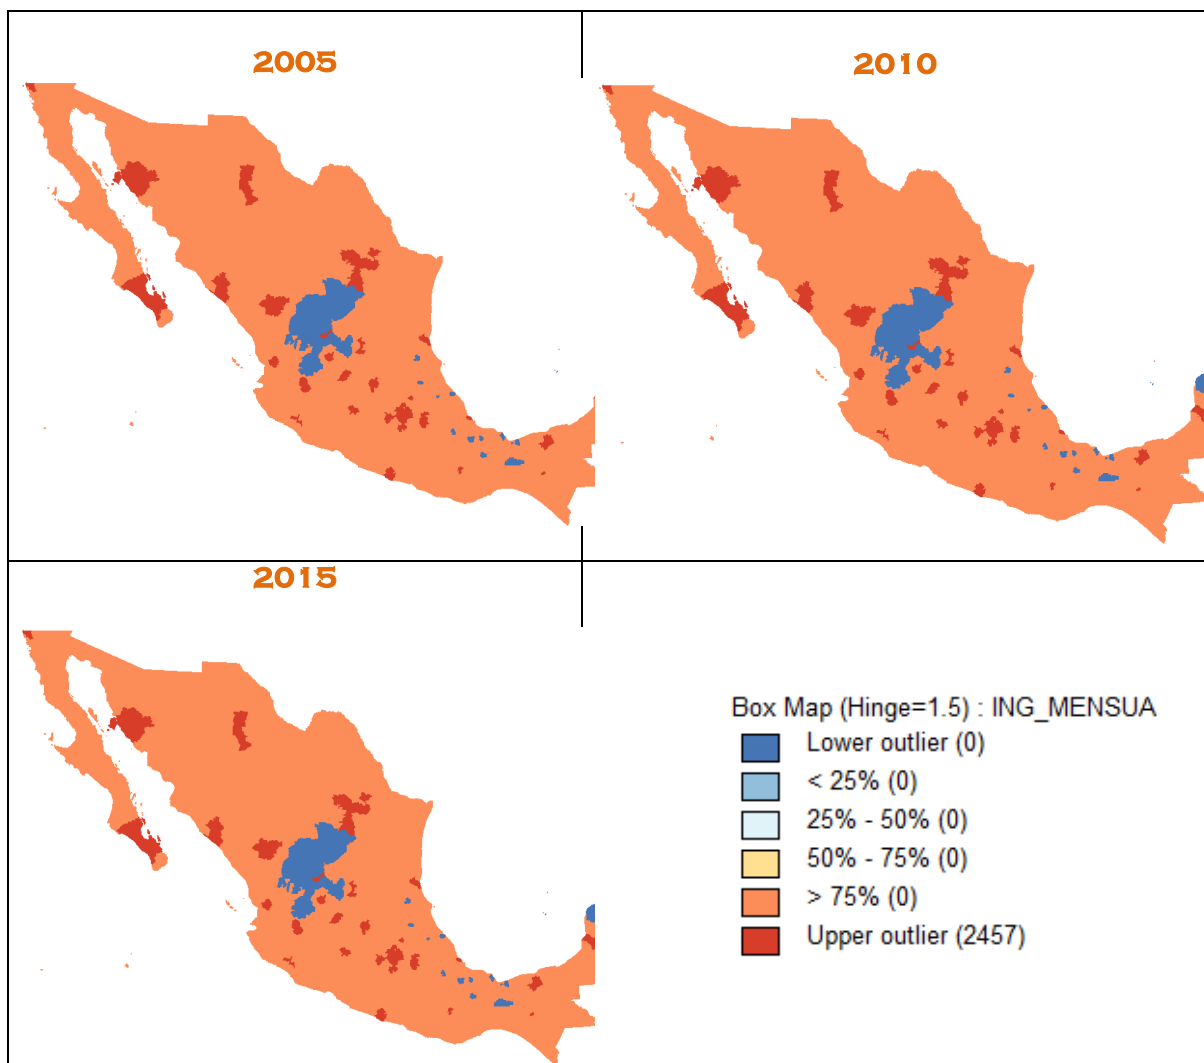 2005
2010
2015
Box Map (Hinge=1.5) : ING_MENSUA
Lower outlier (0)
< 25% (0)
25% - 50% (0)
50% - 75% (0)
> 75% (0)
Upper outlier (2457)